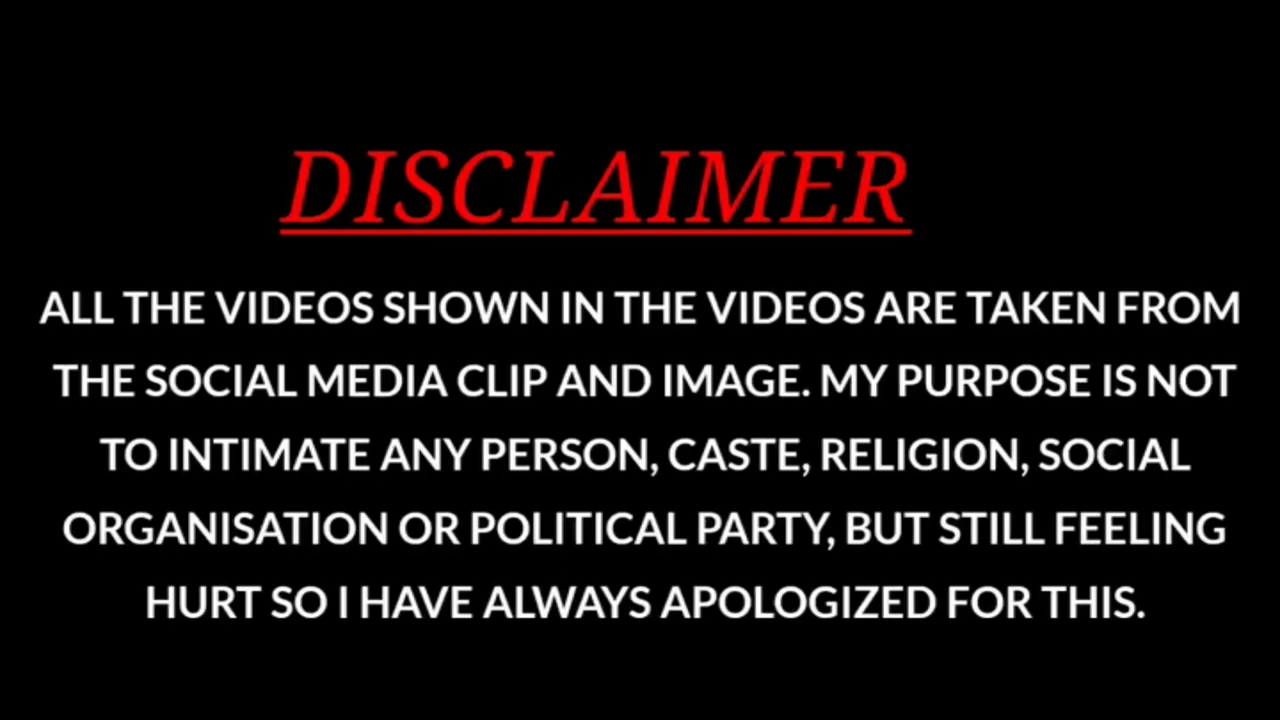 DISCLAIMER
ALL THE VIDEOS SHOWN IN THE VIDEOS ARE TAKEN FROM
THE SOCIAL MEDIA CLIP AND IMAGE. MY PURPOSE IS NOT
TO INTIMATE ANY PERSON, CASTE, RELIGION, SOCIAL
ORGANISATION OR POLITICAL PARTY, BUT STILL FEELING
HURT SO I HAVE ALWAYS APOLOGIZED FOR THIS.